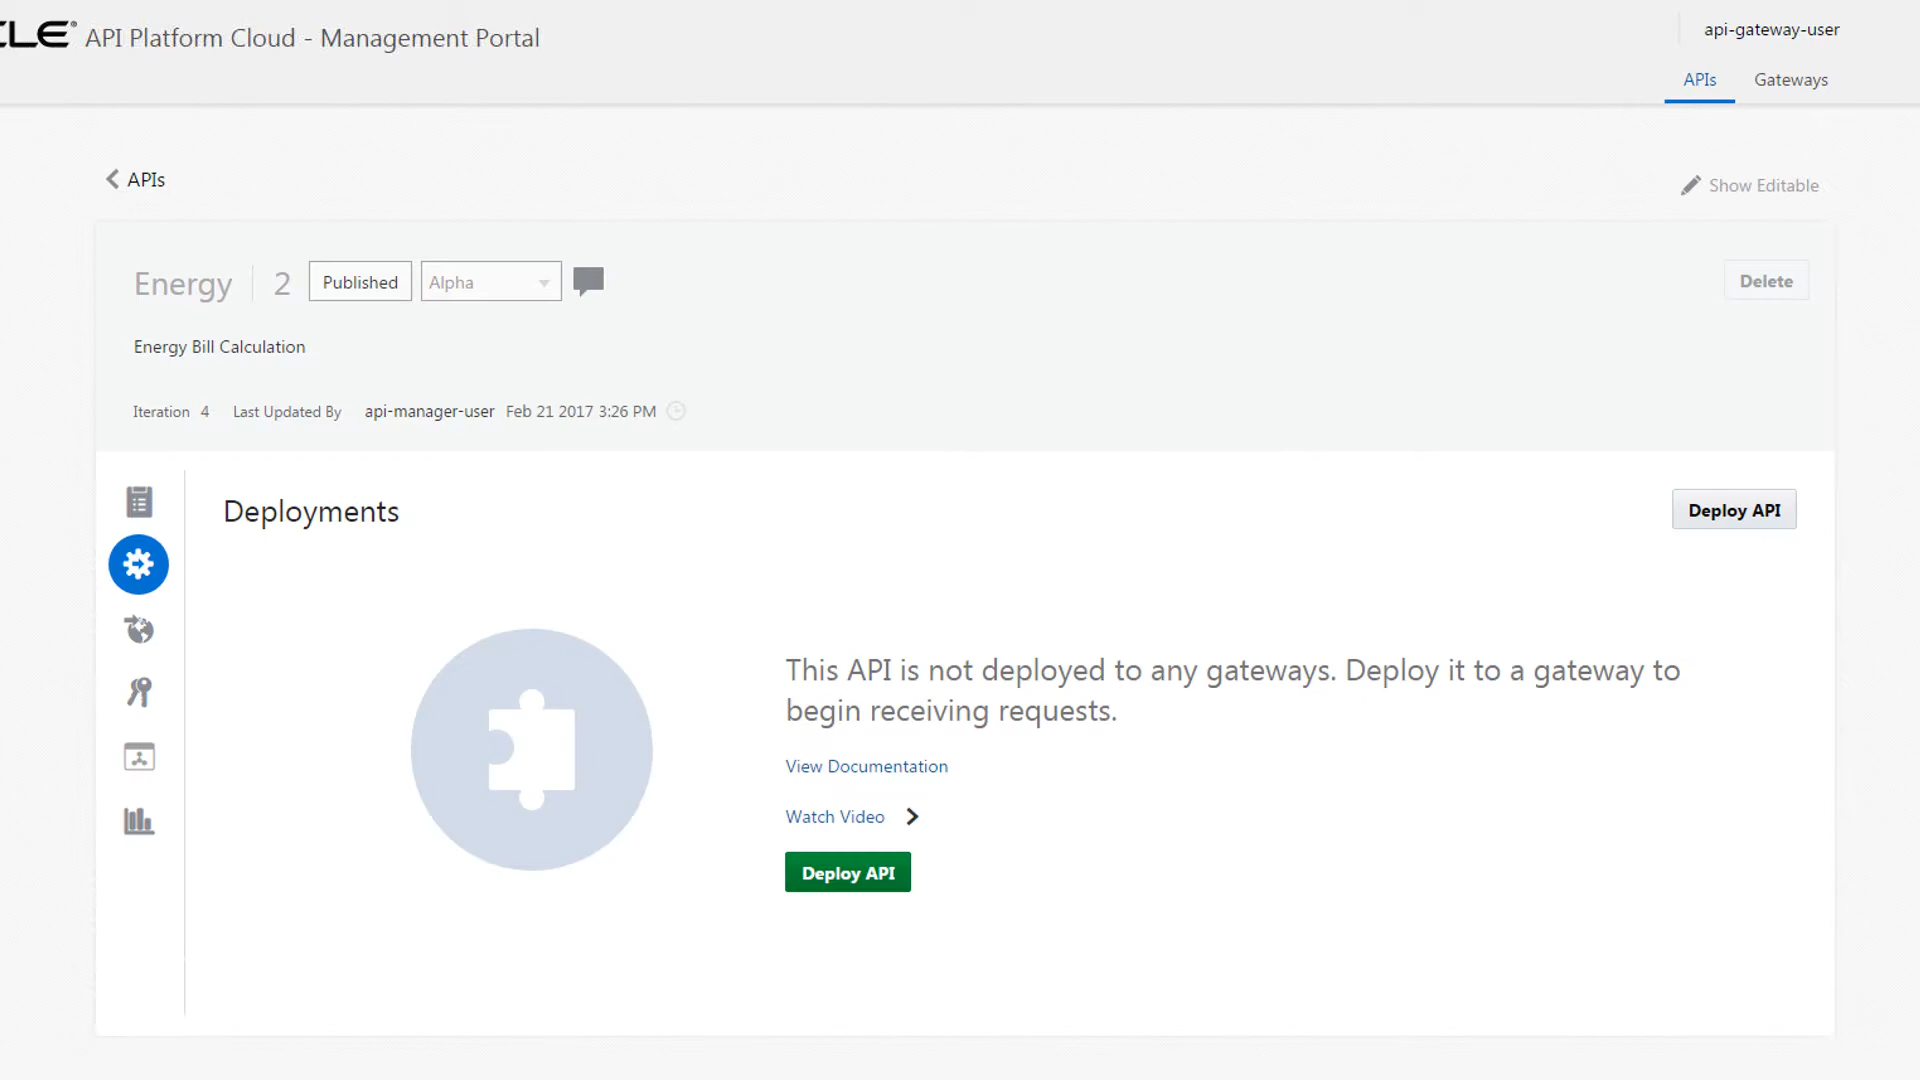 CLE® API Platform Cloud - Management Portal
api-gateway-user
APIs Gateways
APIs
Show Editable
Energy 2 Published Alpha
Delete
Energy Bill Calculation
Iteration 4 Last Updated By api-manager-user Feb 21 2017 3:26 PM
Deployments
Deploy API
This API is not deployed to any gateways. Deploy it to a gateway to
begin receiving requests.
View Documentation
Watch Video
Deploy API